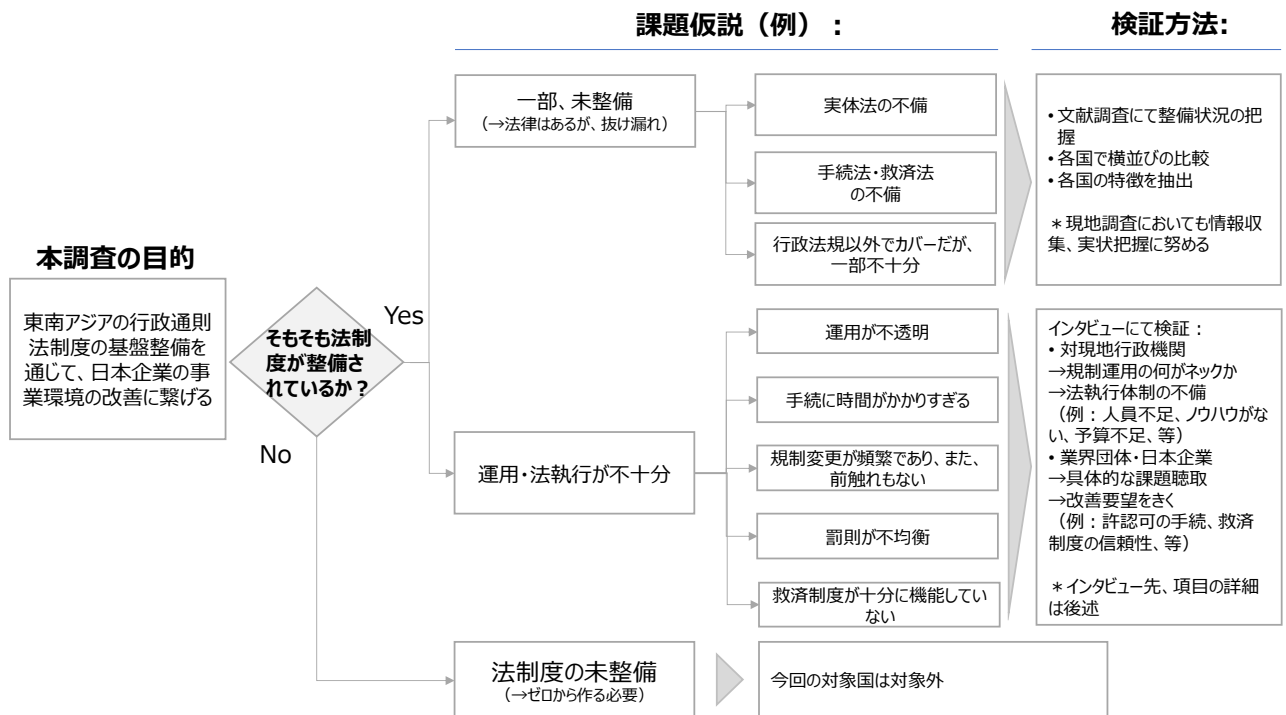 課題仮説（例）：
検証方法:
一部、未整備
（→法律はあるが、抜け漏れ）
実体法の不備
手続法・救済法
の不備
行政法規以外でカバーだが、
一部不十分
• 文献調査にて整備状況の把
握
• 各国で横並びの比較
• 各国の特徴を抽出
＊現地調査においても情報収
集、実状把握に努める
本調査の目的
東南アジアの行政通則
法制度の基盤整備を
通じて、日本企業の事
業環境の改善に繋げる
そもそも法制
度が整備さ
れているか？
Yes
No
運用・法執行が不十分
運用が不透明
手続に時間がかかりすぎる
規制変更が頻繁であり、また、
前触れもない
罰則が不均衡
救済制度が十分に機能してい
ない
インタビューにて検証：
• 対現地行政機関
→規制運用の何がネックか
→法執行体制の不備
（例：人員不足、ノウハウがな
い、予算不足、等）
• 業界団体・日本企業
→具体的な課題聴取
→改善要望をきく
（例：許認可の手続、救済
制度の信頼性、等）
＊インタビュー先、項目の詳細
は後述
法制度の未整備
（→ゼロから作る必要）
今回の対象国は対象外